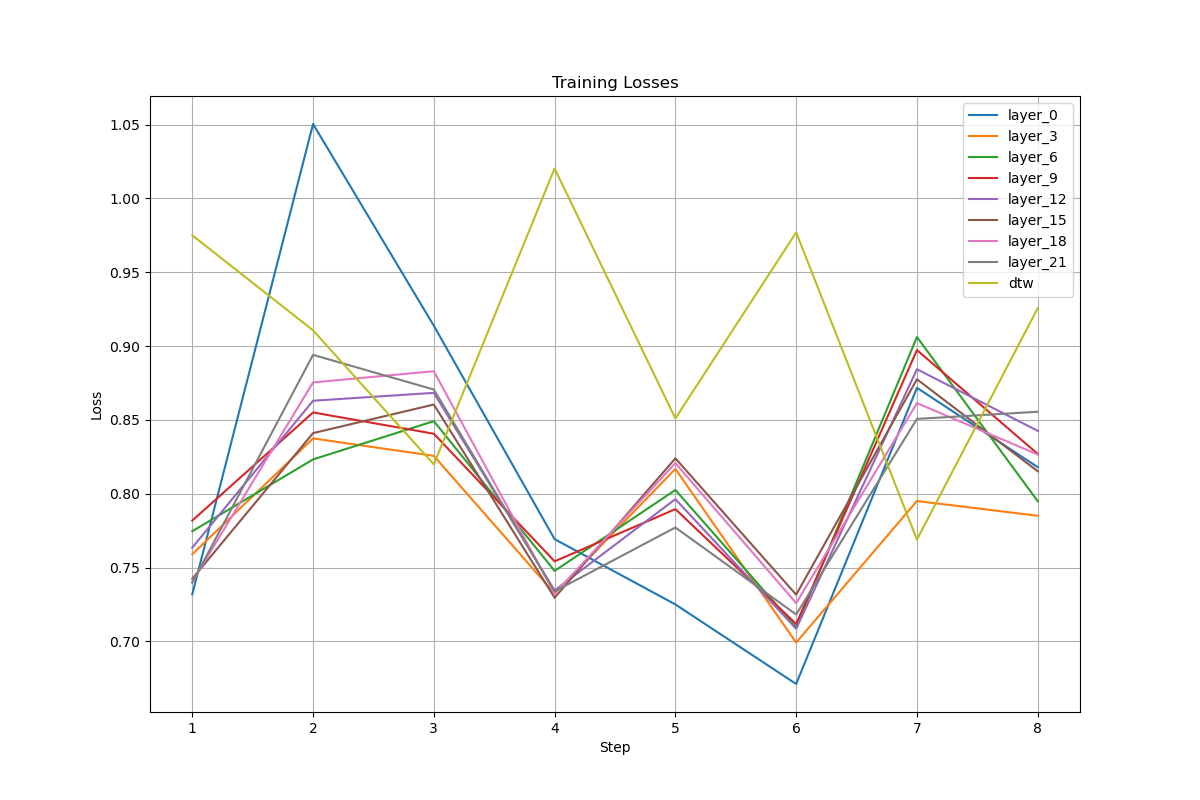 Training Losses
Loss
1.05
1.00
0.95
0.90
0.85
0.80
0.75
0.70
layer_0
layer_3
layer_6
layer_9
layer_12
layer_15
layer_18
layer_21
dtw
1 2 3 4 5 6 7 8
Step